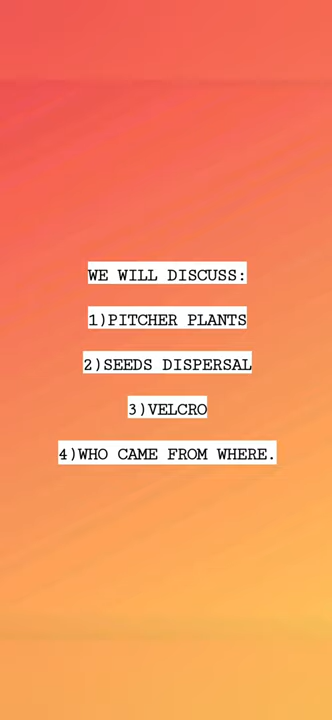 WE WILL DISCUSS:
1)PITCHER PLANTS
2)SEEDS DISPERSAL
3)VELCRO
4)WHO CAME FROM WHERE.